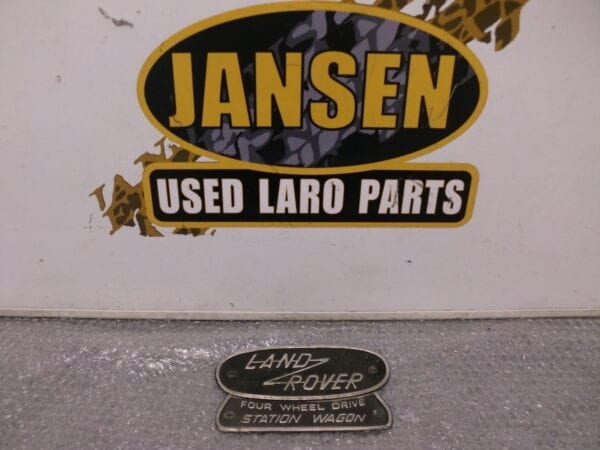 JANSEN
USED LARO PARTS
LAND
ROVER
FOUR WHEEL DRIVE
STATION WAGON